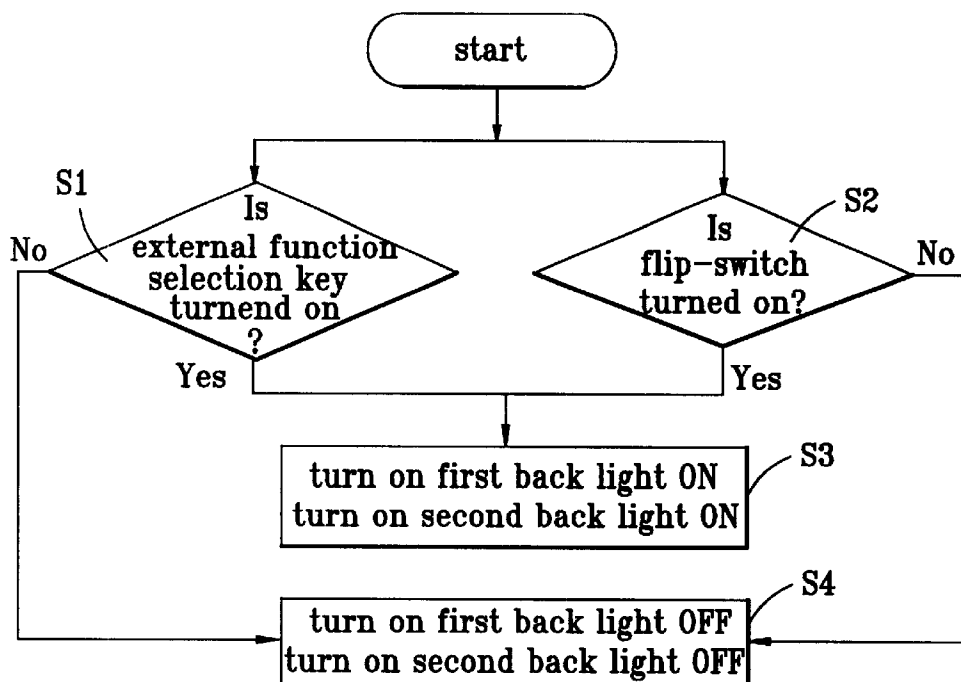 start
S1
Is
external function
selection key
turnend on
?
No
Yes
S2
Is
flip-switch
turned on?
No
Yes
S3
turn on first back light ON
turn on second back light ON
S4
turn on first back light OFF
turn on second back light OFF